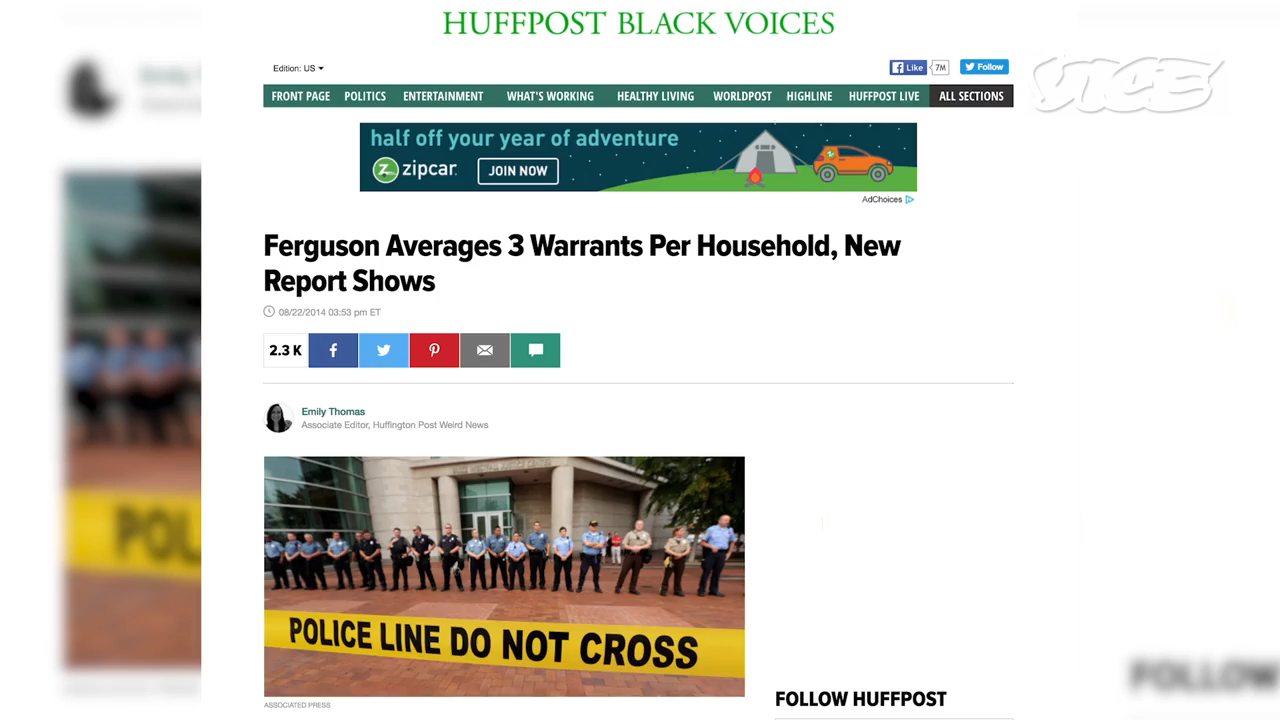 HUFFPOST BLACK VOICES
Edition: US
Like
7M
Follow
VICE
FRONT PAGE POLITICS ENTERTAINMENT WHAT'S WORKING HEALTHY LIVING WORLDPOST HIGHLINE HUFFPOST LIVE ALL SECTIONS
half off your year of adventure
zipcar
JOIN NOW
AdChoices
Ferguson Averages 3 Warrants Per Household, New
Report Shows
08/22/2014 03:53 pm ET
2.3 K
Emily Thomas
Associate Editor, Huffington Post Weird News
POLICE LINE DO NOT CROSS
ASSOCIATED PRESS
FOLLOW HUFFPOST